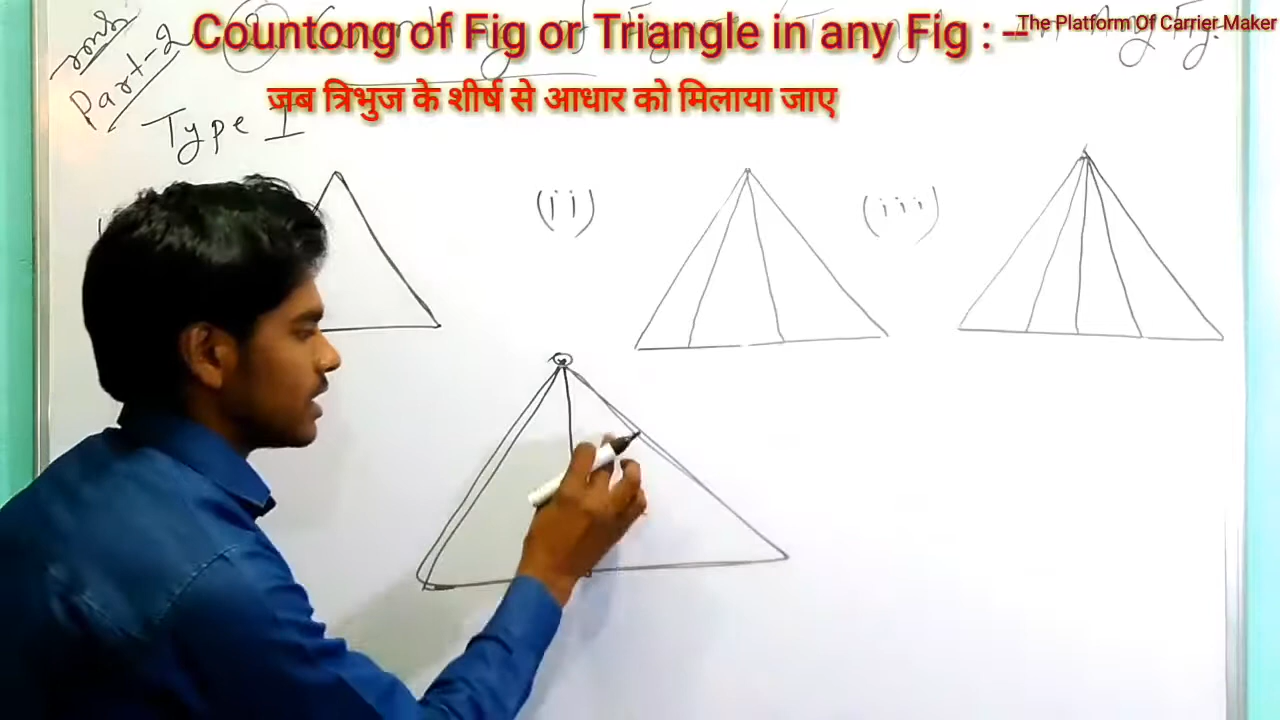 Countong of Fig or Triangle in any Fig : --
The Platform Of Carrier Maker
जब त्रिभुज के शीर्ष से आधार को मिलाया जाए
Part-2
Type I
(ii)
(iii)